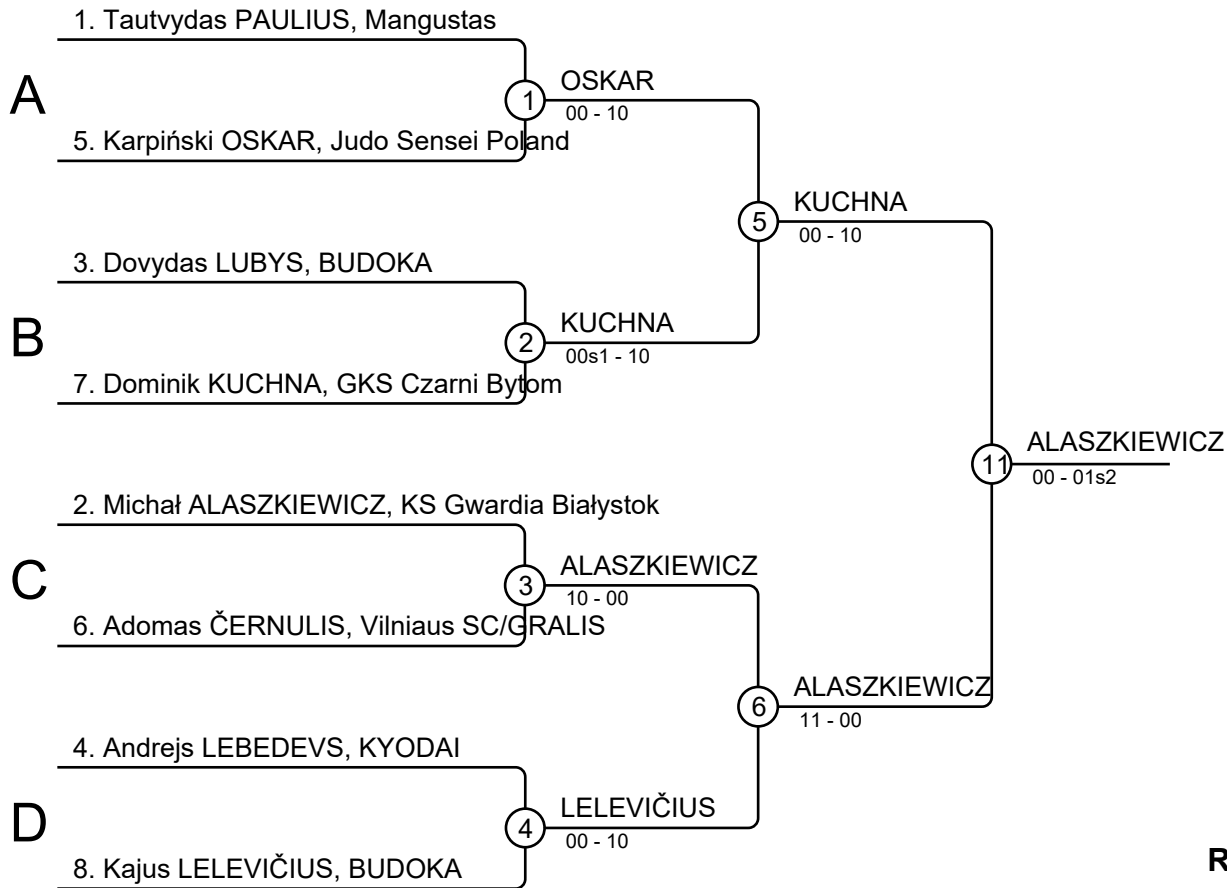 1. Tautvydas PAULIUS, Mangustas
A
1
OSKAR
00 - 10
5. Karpiński OSKAR, Judo Sensei Poland
5
KUCHNA
00 - 10
3. Dovydas LUBYS, BUDOKA
B
2
KUCHNA
00s1 - 10
7. Dominik KUCHNA, GKS Czarni Bytom
11
ALASZKIEWICZ
00 - 01s2
2. Michał ALASZKIEWICZ, KS Gwardia Białystok
C
3
ALASZKIEWICZ
10 - 00
6. Adomas ČERNULIS, Vilniaus SC/GRALIS
6
ALASZKIEWICZ
11 - 00
4. Andrejs LEBEDEVS, KYODAI
D
4
LELEVIČIUS
00 - 10
8. Kajus LELEVIČIUS, BUDOKA
R